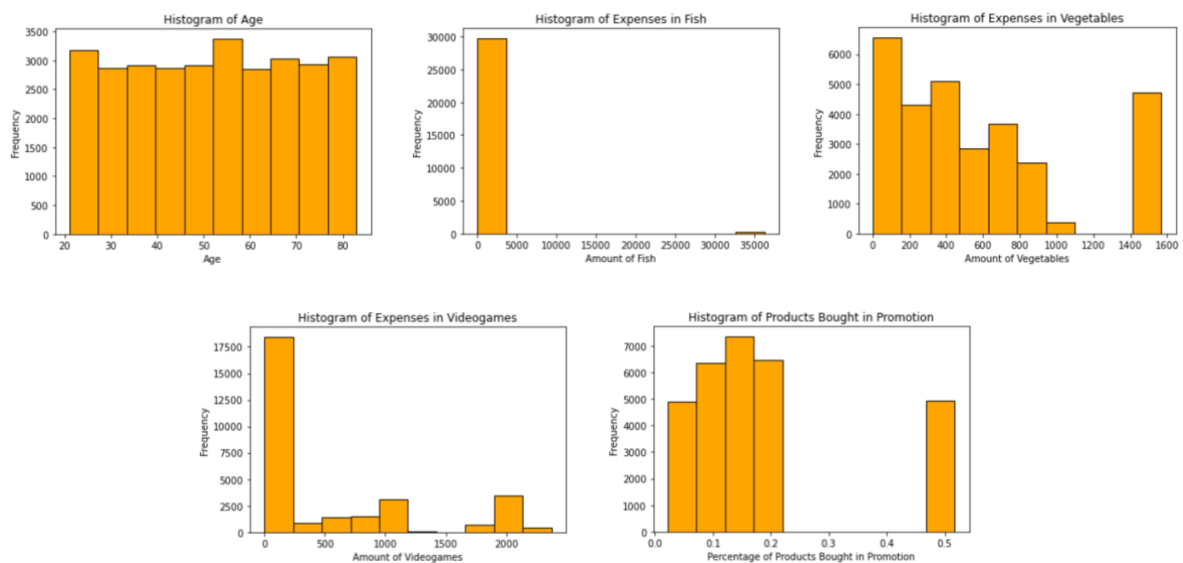 Histogram of Age
3500
3000
2500
2000
1500
1000
500
0
Frequency
20 30 40 50 60 70 80
Age
Histogram of Expenses in Fish
30000
25000
20000
15000
10000
5000
0
Frequency
0 5000 10000 15000 20000 25000 30000 35000
Amount of Fish
Histogram of Expenses in Vegetables
6000
5000
4000
3000
2000
1000
0
Frequency
0 200 400 600 800 1000 1200 1400 1600
Amount of Vegetables
Histogram of Expenses in Videogames
17500
15000
12500
10000
7500
5000
2500
0
Frequency
0 500 1000 1500 2000
Amount of Videogames
Histogram of Products Bought in Promotion
7000
6000
5000
4000
3000
2000
1000
0
Frequency
0.0 0.1 0.2 0.3 0.4 0.5
Percentage of Products Bought in Promotion